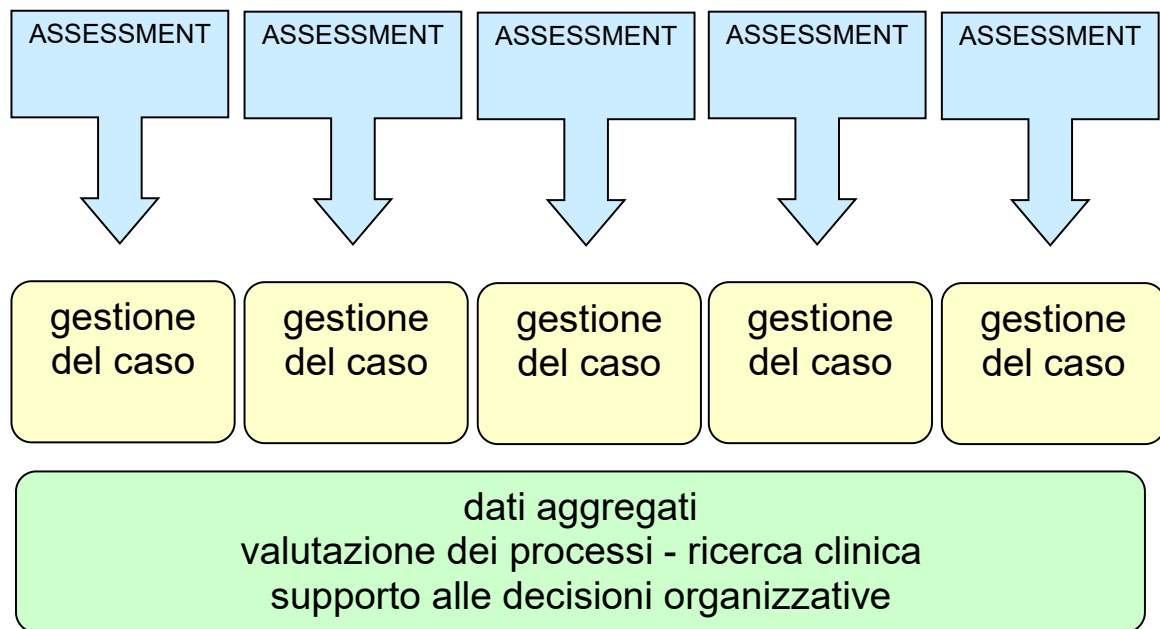 ASSESSMENT
ASSESSMENT
ASSESSMENT
ASSESSMENT
ASSESSMENT
gestione
del caso
gestione
del caso
gestione
del caso
gestione
del caso
gestione
del caso
dati aggregati
valutazione dei processi - ricerca clinica
supporto alle decisioni organizzative